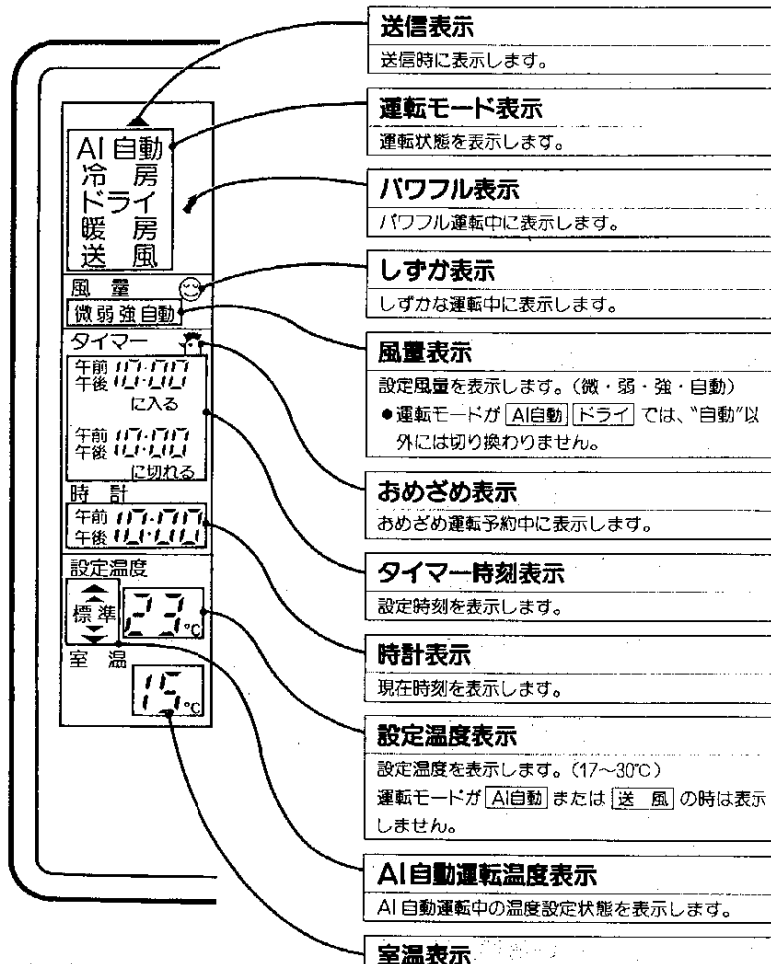 AI 自動
冷 房
ドライ
暖 房
送 風
風 量
微 弱 強 自動
タイマー
午前 10:00
午後
に入る
午前 10:00
午後
に切れる
時 計
午前 10:00
午後
設定温度
標 準
23 ℃
室 温
15 ℃
送信表示
送信時に表示します。
運転モード表示
運転状態を表示します。
パワフル表示
パワフル運転中に表示します。
しずか表示
しずかな運転中に表示します。
風量表示
設定風量を表示します。(微・弱・強・自動)
●運転モードが AI自動 ドライ では、“自動”以
外には切り換わりません。
おめざめ表示
おめざめ運転予約中に表示します。
タイマー時刻表示
設定時刻を表示します。
時計表示
現在時刻を表示します。
設定温度表示
設定温度を表示します。(17〜30℃)
運転モードが AI自動 または 送 風 の時は表示
しません。
AI自動運転温度表示
AI 自動運転中の温度設定状態を表示します。
室温表示